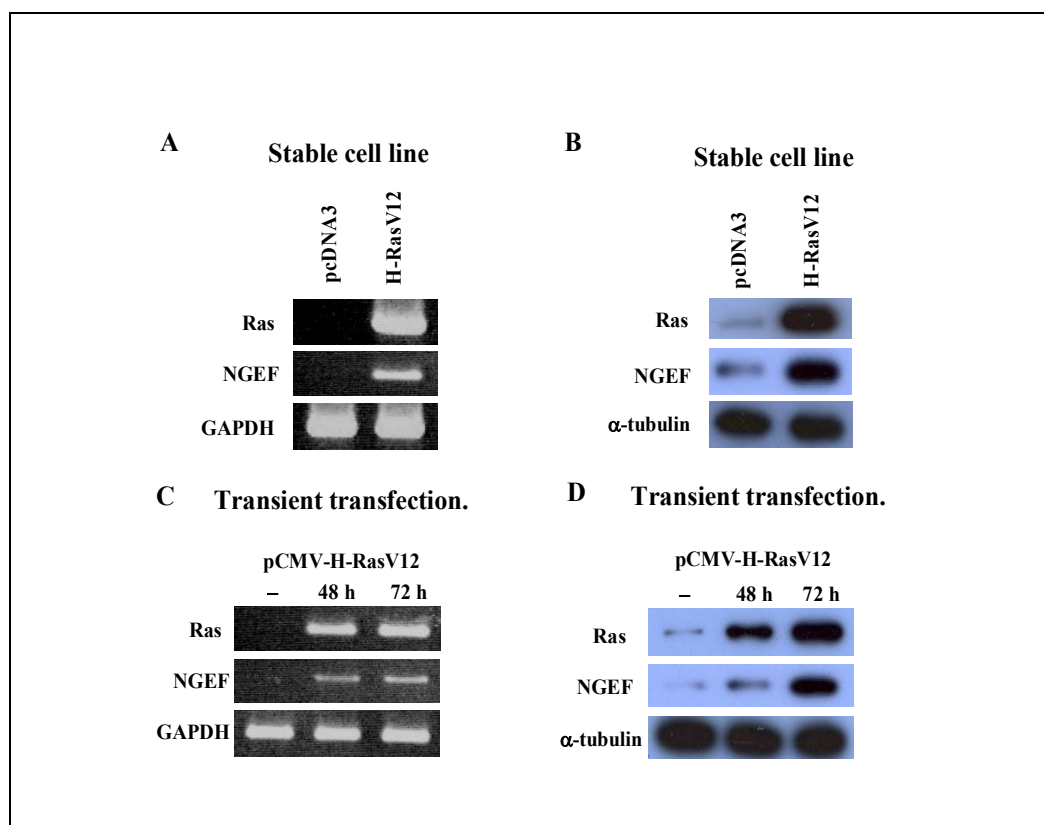 A
Stable cell line
pcDNA3
H-RasV12
Ras
NGEF
GAPDH
B
Stable cell line
pcDNA3
H-RasV12
Ras
NGEF
α-tubulin
C
Transient transfection.
pCMV-H-RasV12
– 48 h 72 h
Ras
NGEF
GAPDH
D
Transient transfection.
pCMV-H-RasV12
– 48 h 72 h
Ras
NGEF
α-tubulin